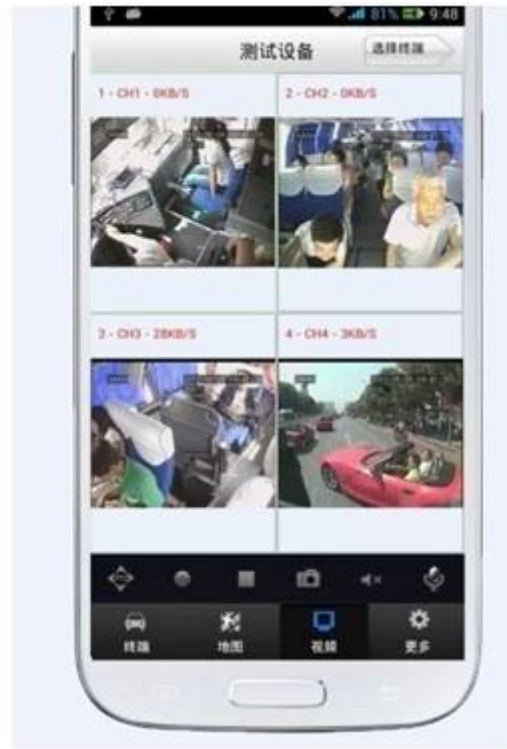 81% 9:48
测试设备
选择终端
1 - CH1 - 0KB/S
2 - CH2 - 0KB/S
3 - CH3 - 28KB/S
4 - CH4 - 3KB/S
终端
地图
视频
更多